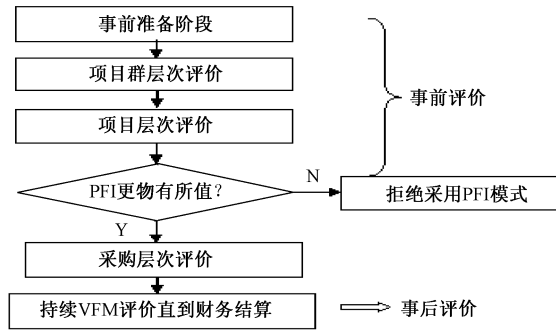 事前准备阶段
项目群层次评价
事前评价
项目层次评价
PFI更物有所值?
N
拒绝采用PFI模式
Y
采购层次评价
持续VFM评价直到财务结算
事后评价